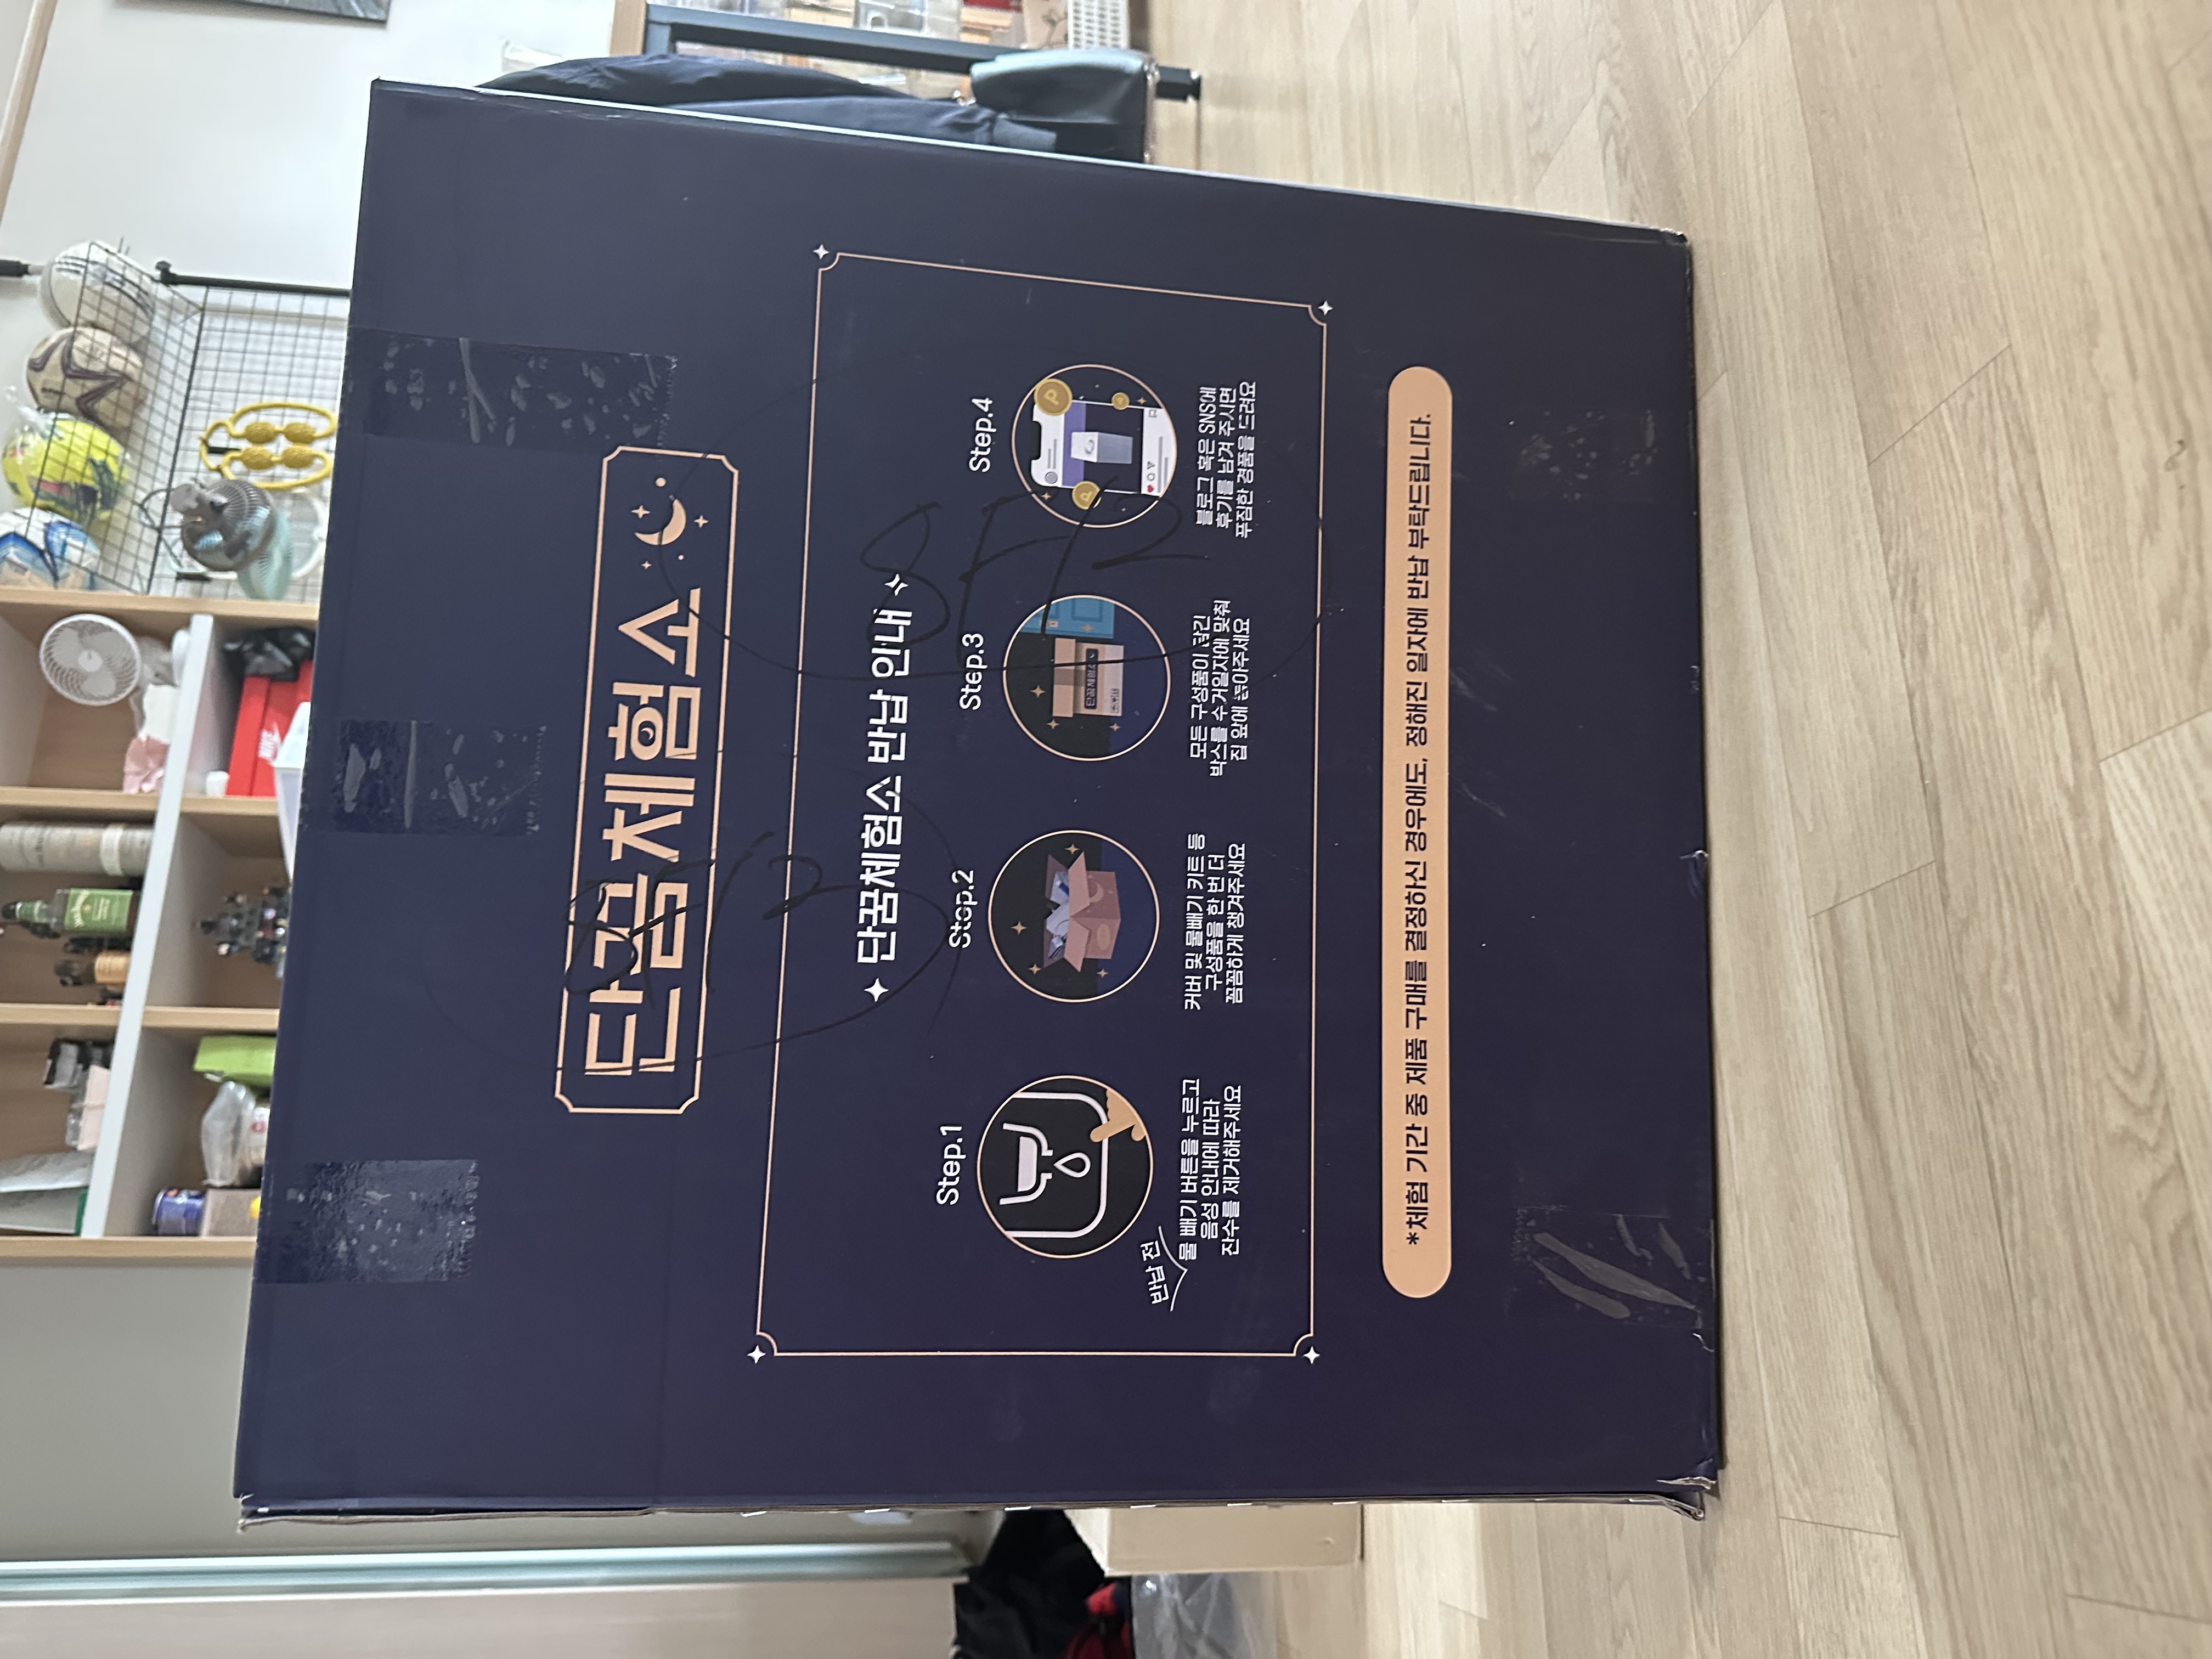 단꿈체험소
단꿈체험소 반납 안내
Step.1
반납 전
물 빼기 버튼을 누르고
음성 안내에 따라
잔수를 제거해주세요
Step.2
커버 및 물빼기 키트 등
구성품을 한 번 더
꼼꼼하게 챙겨주세요
Step.3
단꿈체험소
모든 구성품이 담긴
박스를 수거일자에 맞춰
집 앞에 놓아주세요
Step.4
P
P
블로그 혹은 SNS에
후기를 남겨 주시면
푸짐한 경품을 드려요
*체험 기간 중 제품 구매를 결정하신 경우에도, 정해진 일자에 반납 부탁드립니다.